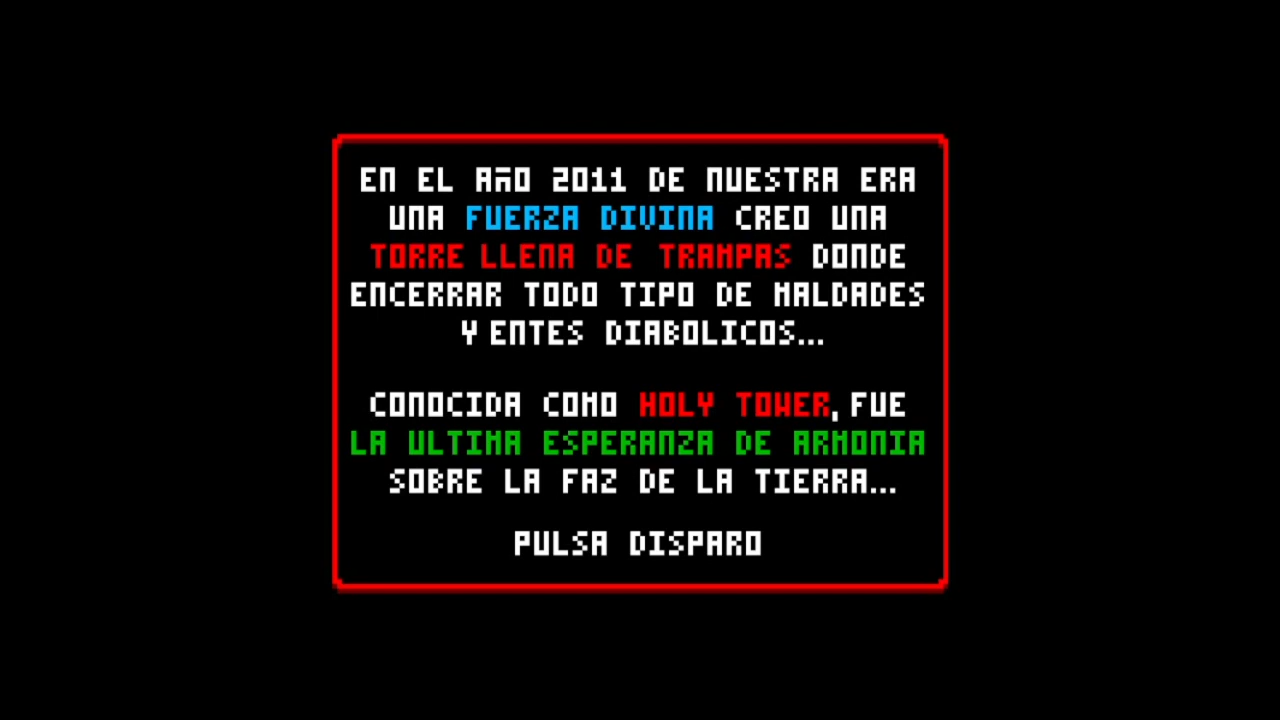 EN EL AÑO 2011 DE NUESTRA ERA
UNA FUERZA DIVINA CREO UNA
TORRE LLENA DE TRAMPAS DONDE
ENCERRAR TODO TIPO DE MALDADES
Y ENTES DIABOLICOS...
CONOCIDA COMO HOLY TOWER, FUE
LA ULTIMA ESPERANZA DE ARMONIA
SOBRE LA FAZ DE LA TIERRA...
PULSA DISPARO